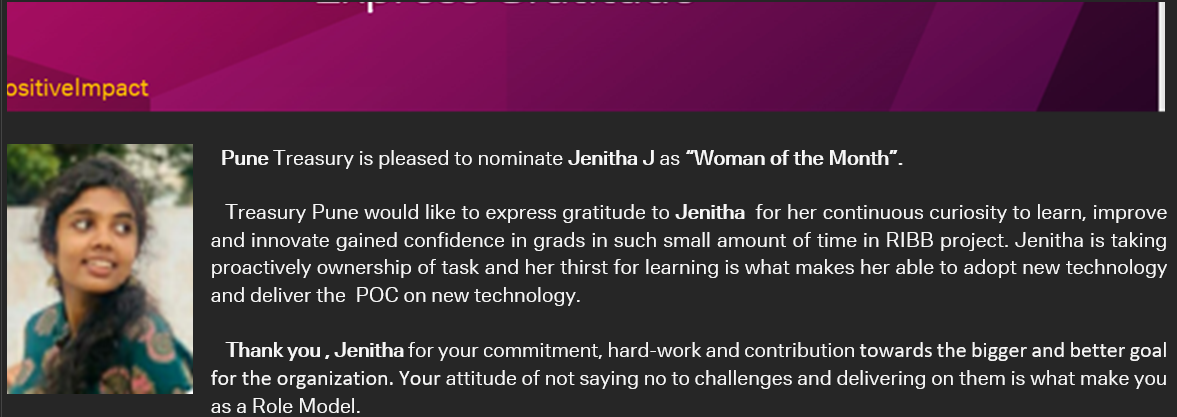 Express Gratitude
ositiveImpact
Pune Treasury is pleased to nominate Jenitha J as “Woman of the Month”.
Treasury Pune would like to express gratitude to Jenitha  for her continuous curiosity to learn, improve
and innovate gained confidence in grads in such small amount of time in RIBB project. Jenitha is taking
proactively ownership of task and her thirst for learning is what makes her able to adopt new technology
and deliver the  POC on new technology.
Thank you , Jenitha for your commitment, hard-work and contribution towards the bigger and better goal
for the organization. Your attitude of not saying no to challenges and delivering on them is what make you
as a Role Model.